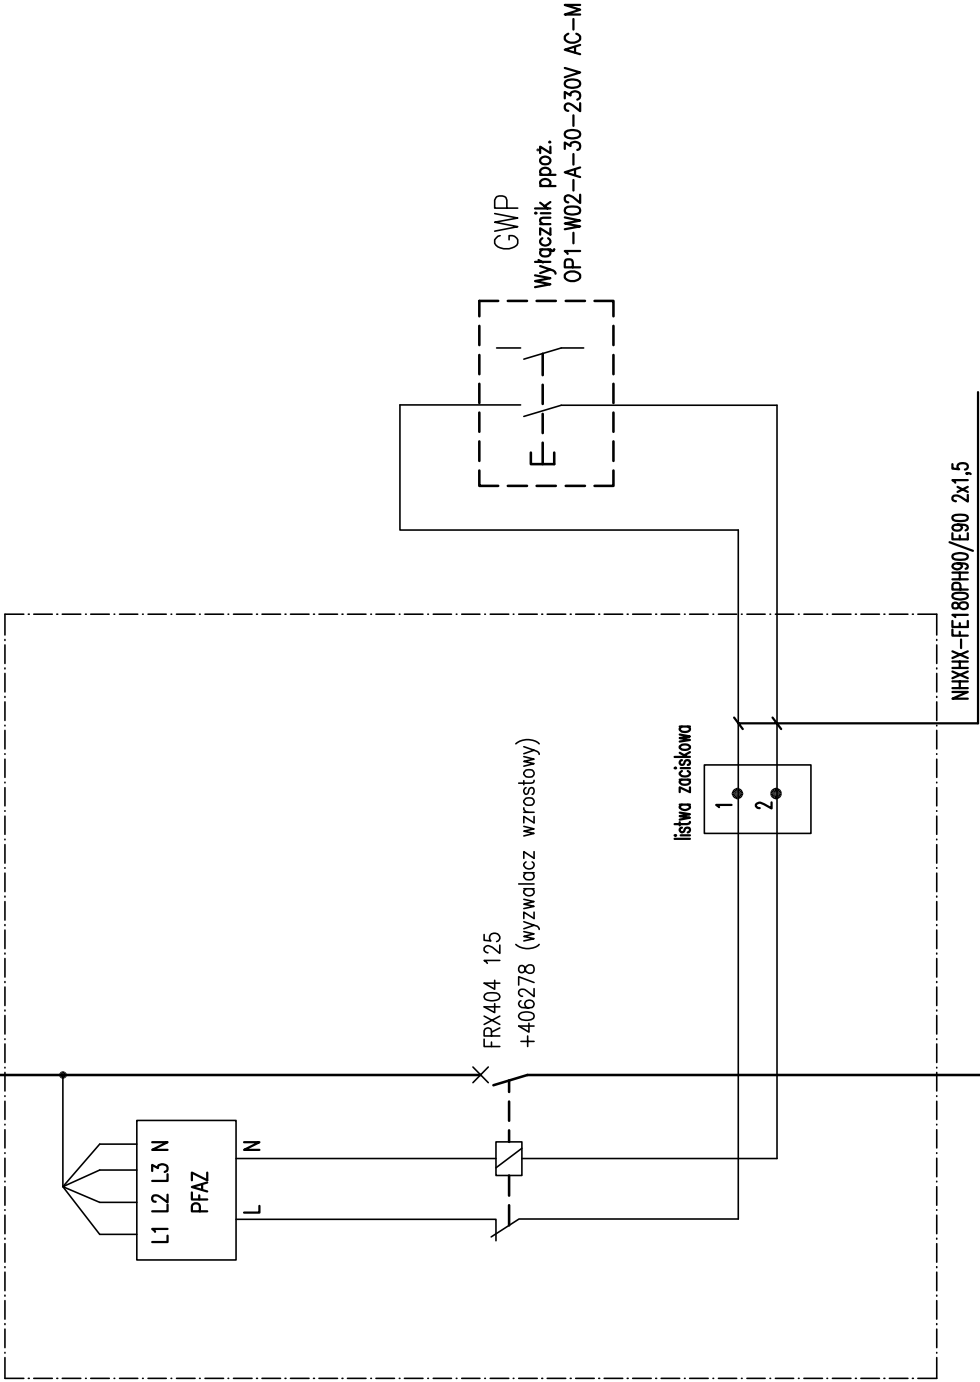 GWP
Wyłącznik ppoż.
OP1-W02-A-30-230V AC-M
NHXHX-FE180PH90/E90 2x1,5
listwa zaciskowa
1
2
FRX404 125
+406278 (wyzwalacz wzrostowy)
L1 L2 L3 N
PFAZ
N
L